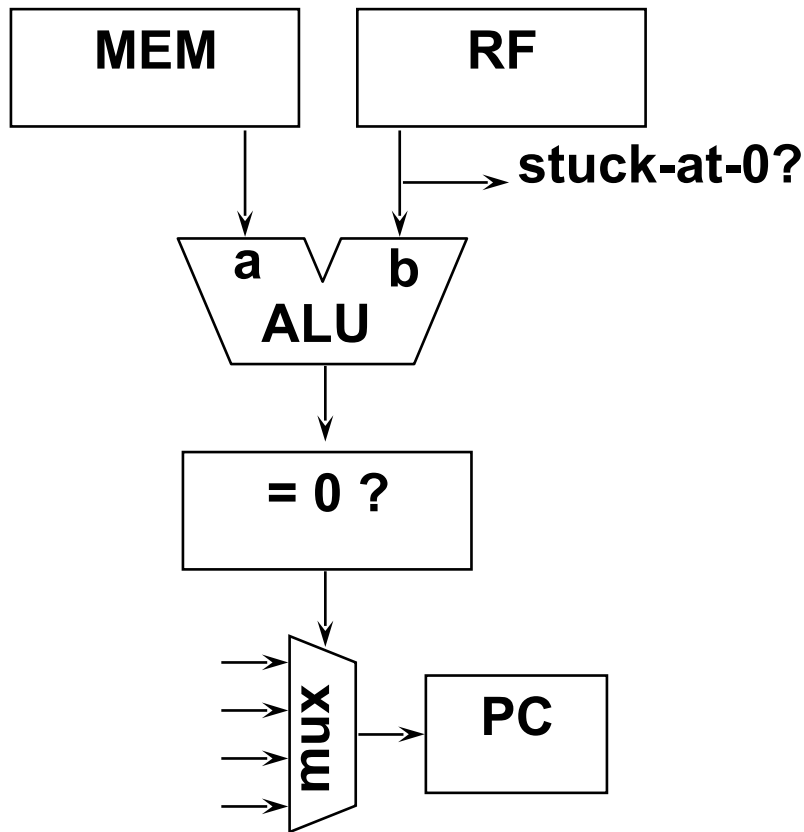 MEM
RF
stuck-at-0?
a
b
ALU
= 0 ?
mux
PC